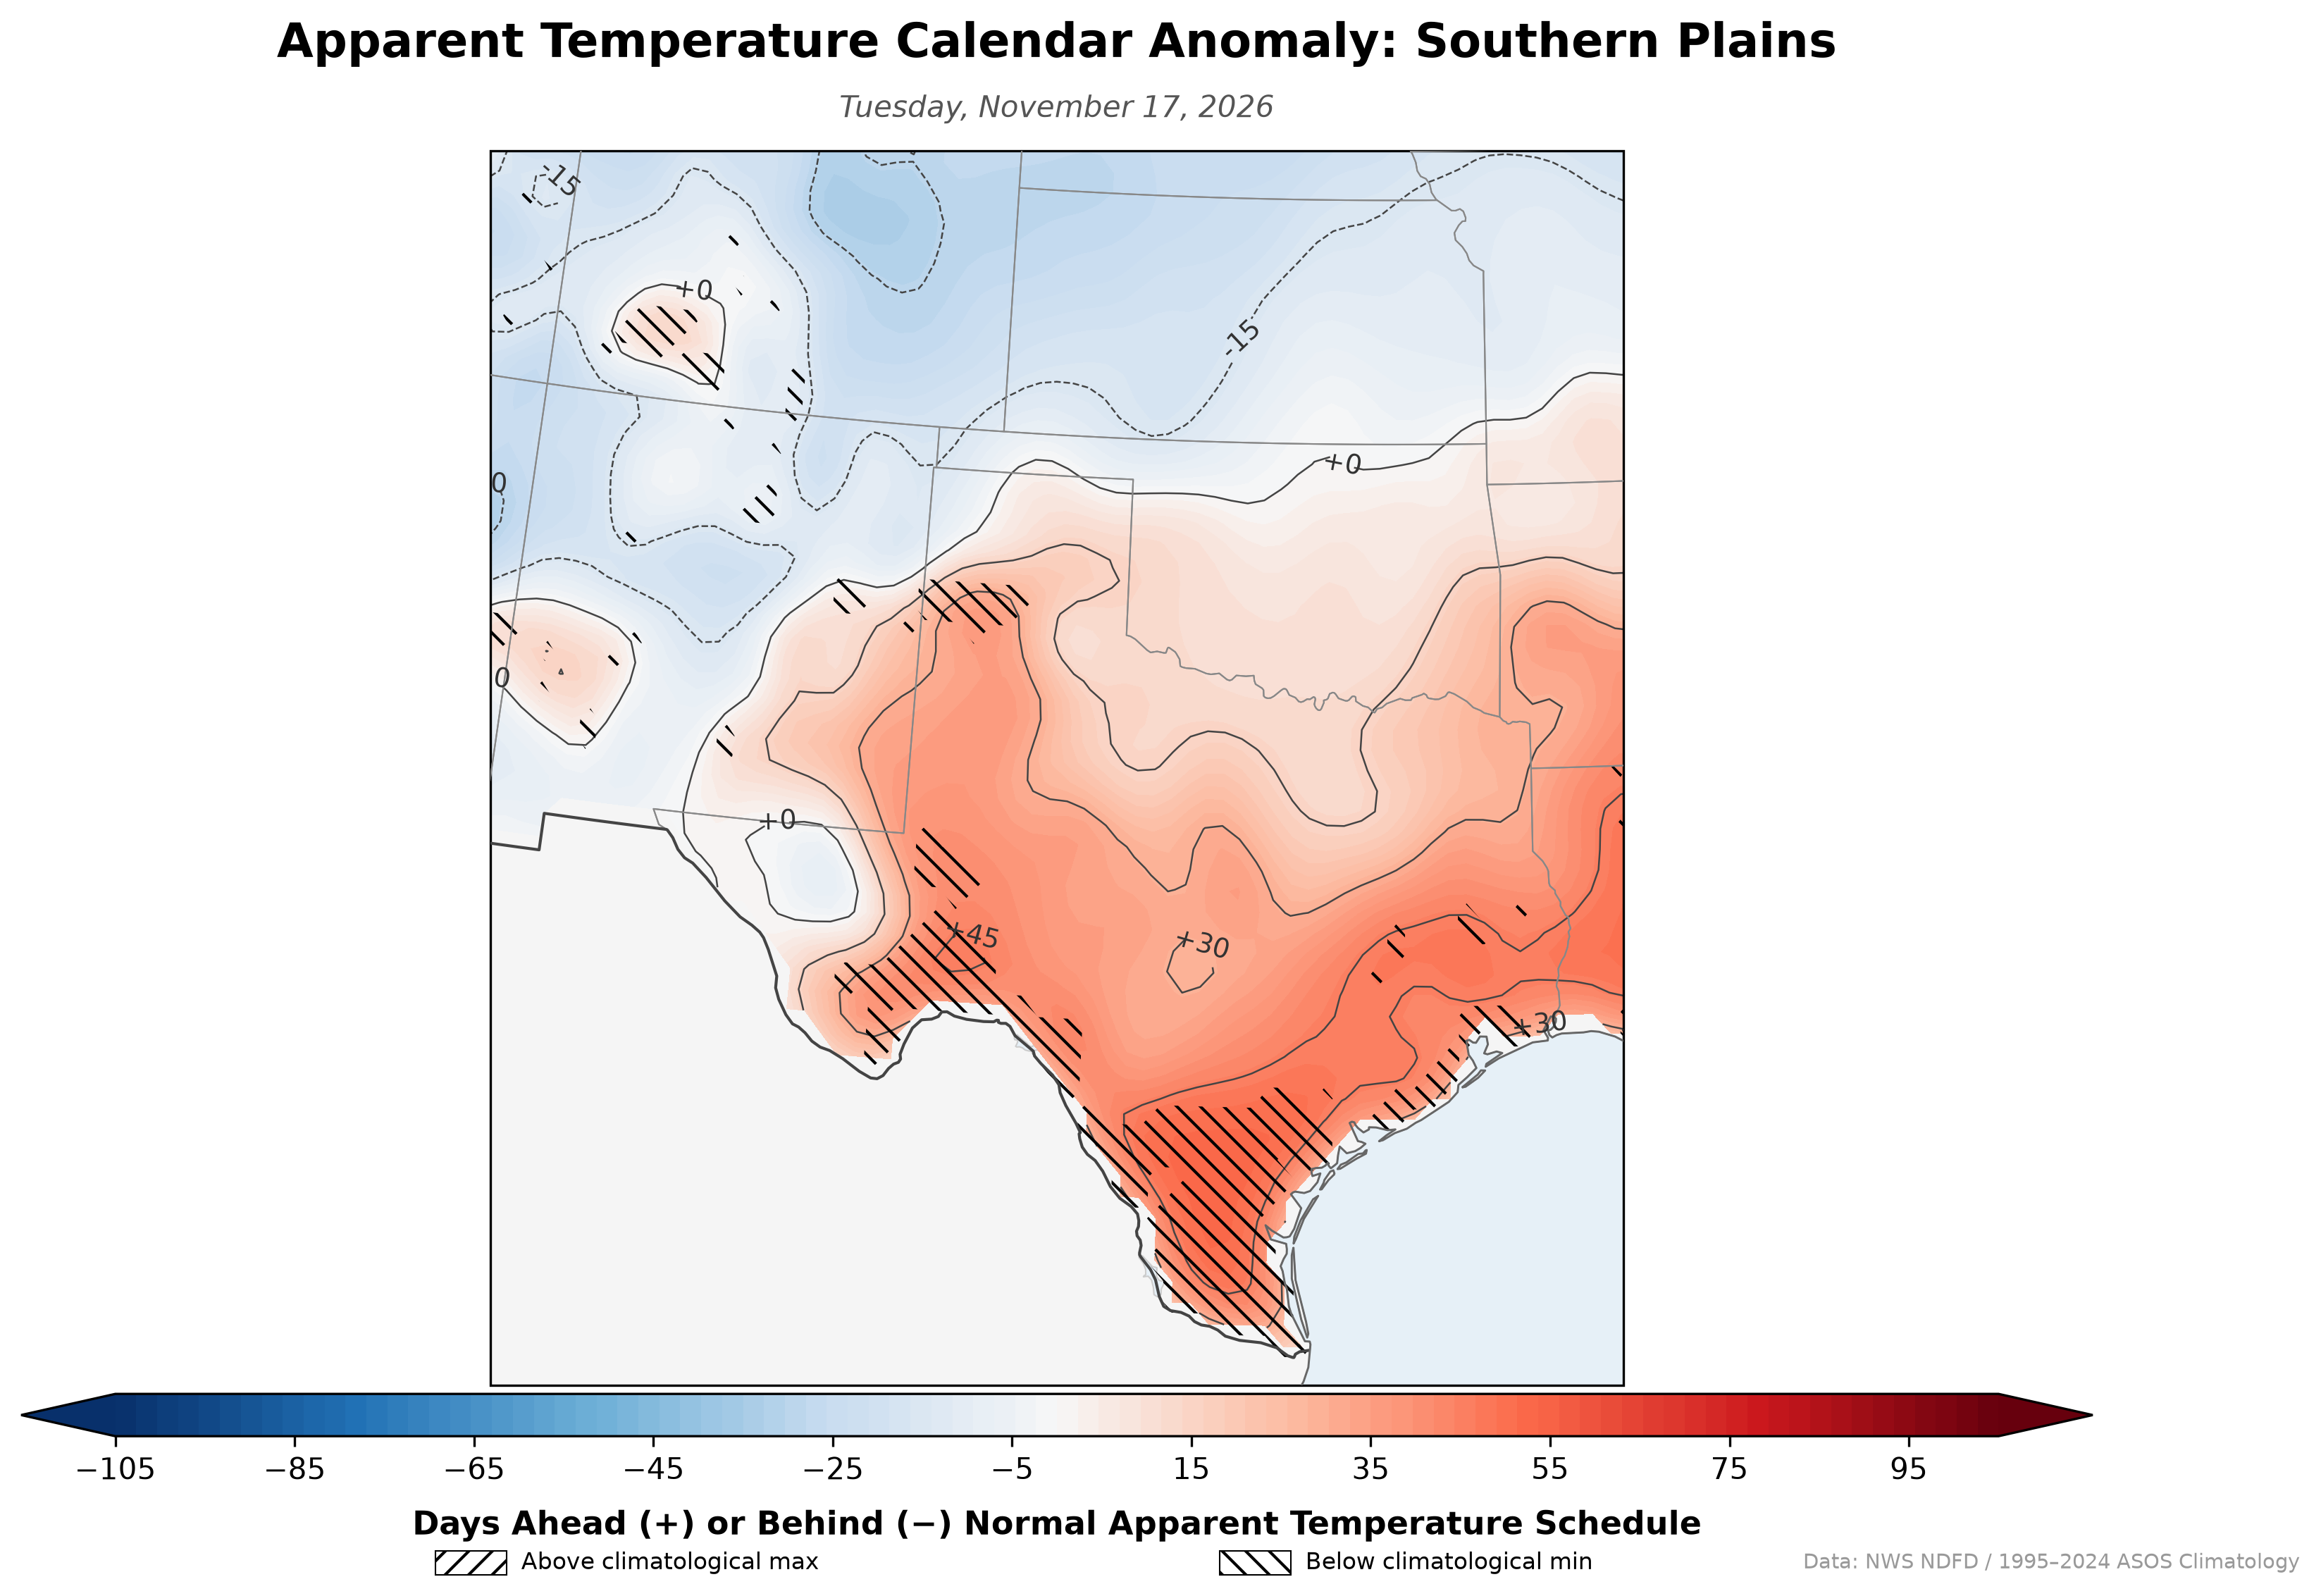 Apparent Temperature Calendar Anomaly: Southern Plains
Tuesday, November 17, 2026
-15
+0
-15
0
+0
0
+0
+45
+30
+30
−105 −85 −65 −45 −25 −5 15 35 55 75 95
Days Ahead (+) or Behind (−) Normal Apparent Temperature Schedule
Above climatological max
Below climatological min
Data: NWS NDFD / 1995–2024 ASOS Climatology